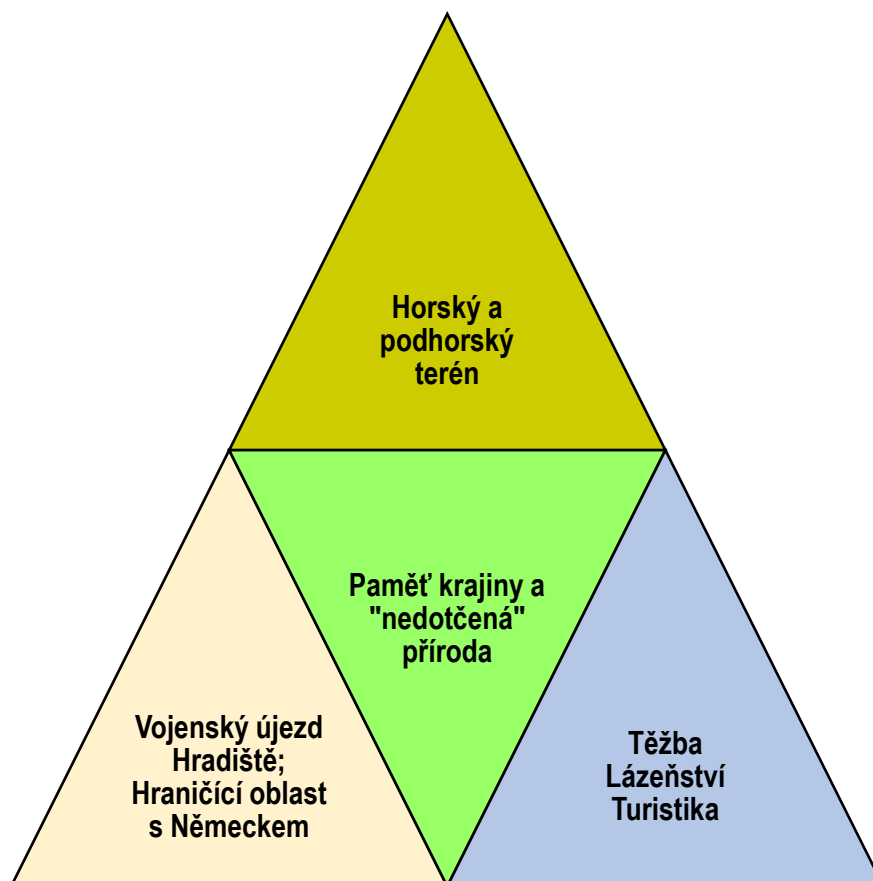 Horský a
podhorský
terén
Paměť krajiny a
"nedotčená"
příroda
Vojenský újezd
Hradiště;
Hraničící oblast
s Německem
Těžba
Lázeňství
Turistika